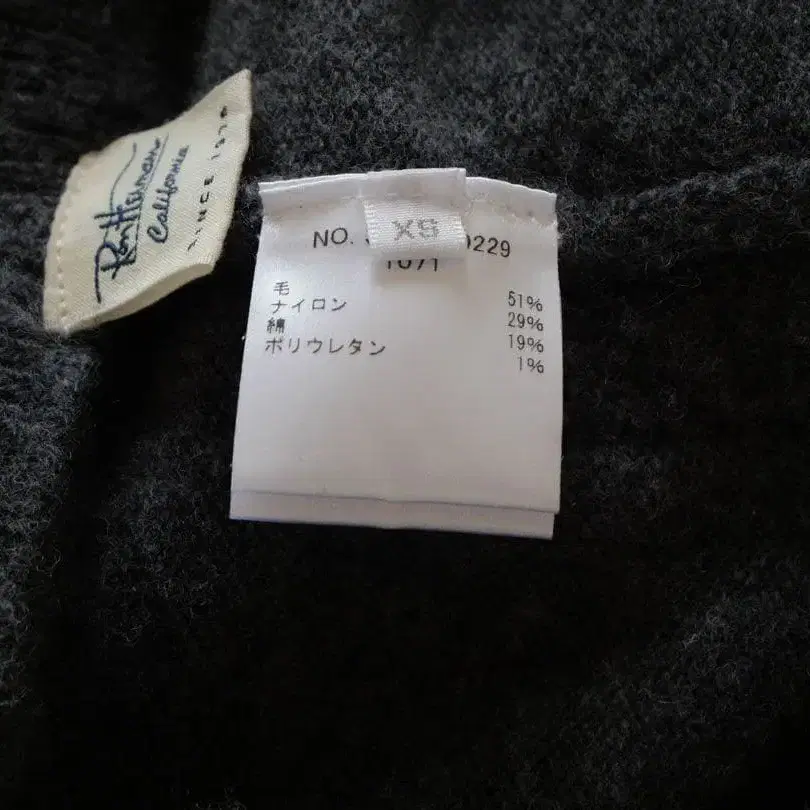 Ron Herman
California
SINCE 1976
XS
NO. 0229
1071
毛 51%
ナイロン 29%
綿 19%
ポリウレタン 1%